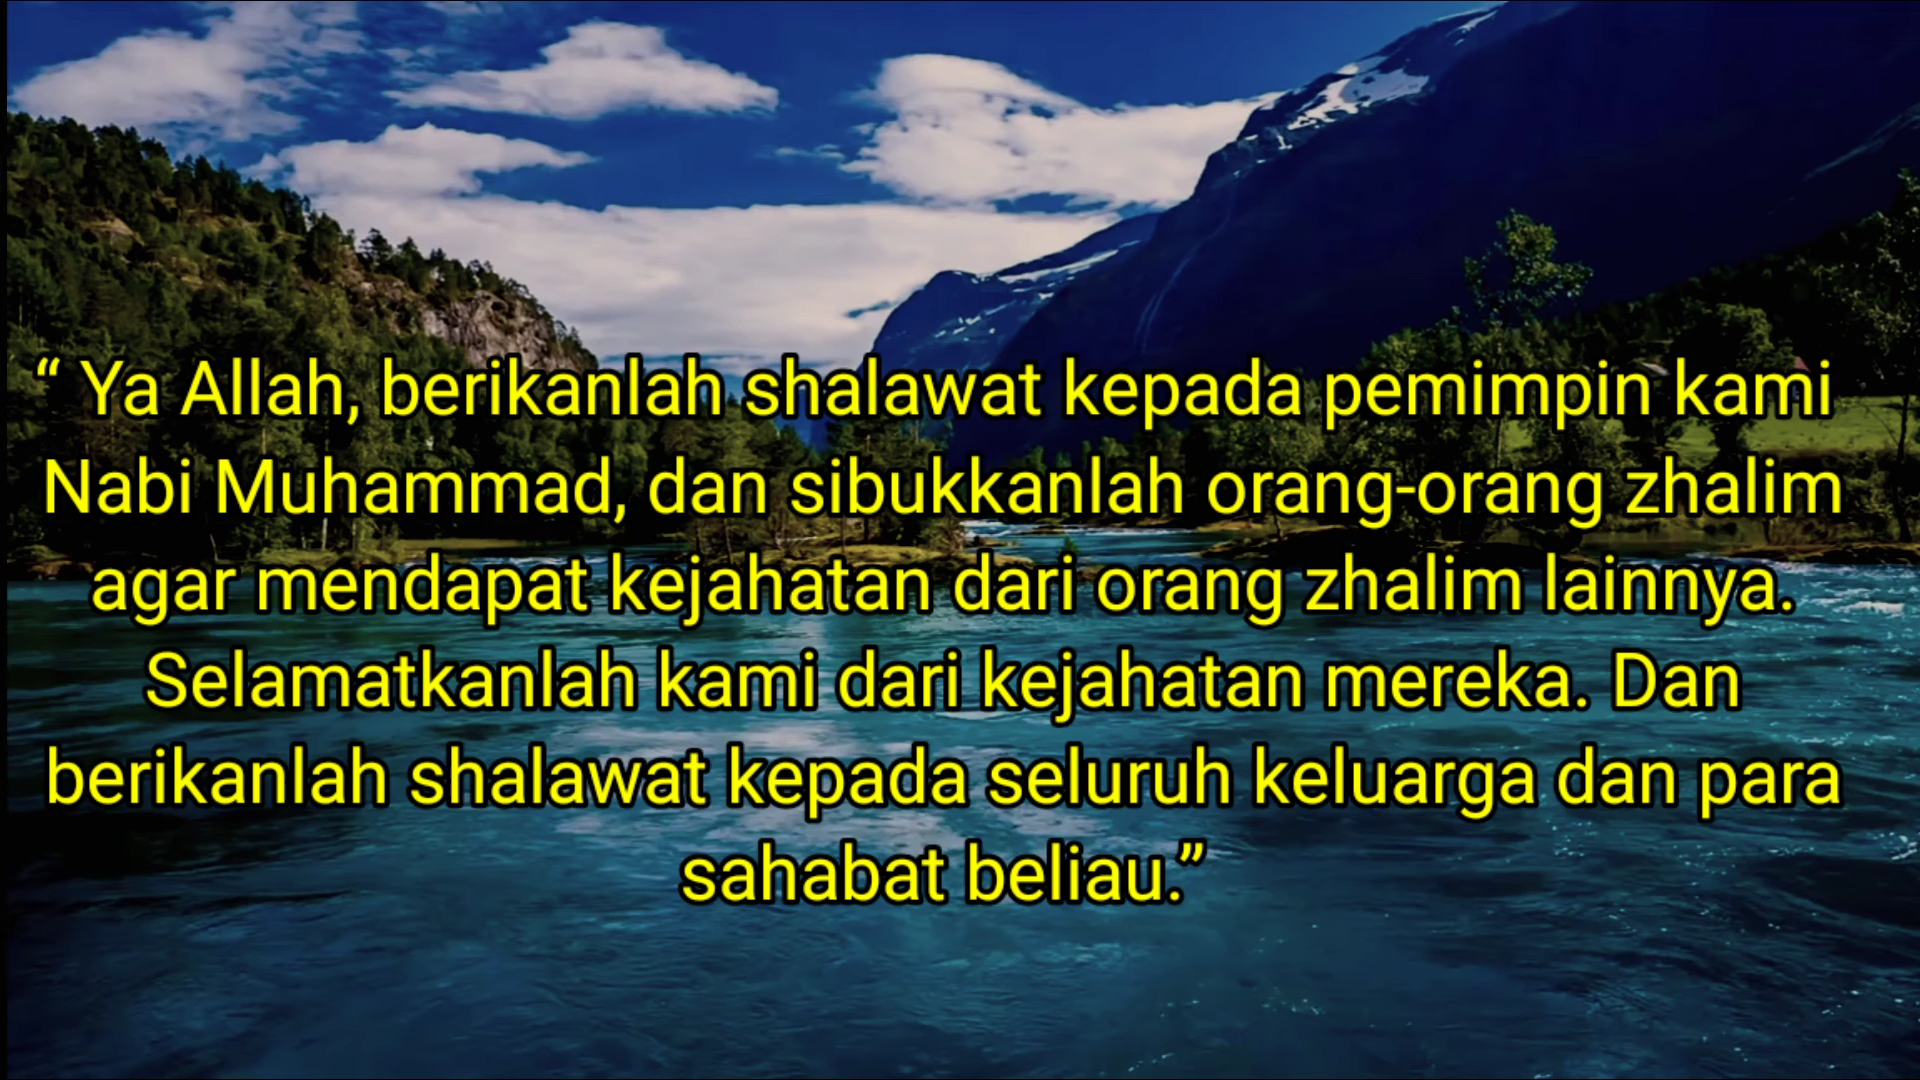 “ Ya Allah, berikanlah shalawat kepada pemimpin kami
Nabi Muhammad, dan sibukkanlah orang-orang zhalim
agar mendapat kejahatan dari orang zhalim lainnya.
Selamatkanlah kami dari kejahatan mereka. Dan
berikanlah shalawat kepada seluruh keluarga dan para
sahabat beliau.”